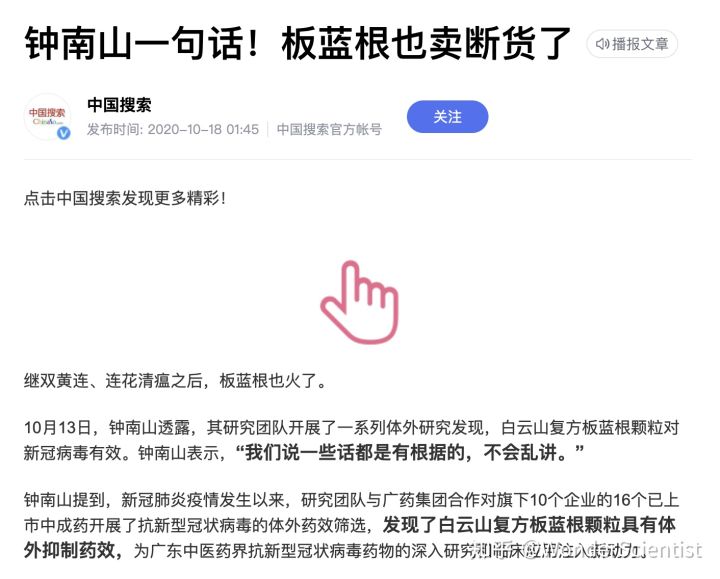 钟南山一句话！板蓝根也卖断货了
播报文章
中国搜索
中国搜索
ChinaSo.com
发布时间: 2020-10-18 01:45
中国搜索官方帐号
关注
点击中国搜索发现更多精彩！
继双黄连、连花清瘟之后，板蓝根也火了。
10月13日，钟南山透露，其研究团队开展了一系列体外研究发现，白云山复方板蓝根颗粒对
新冠病毒有效。钟南山表示，“我们说一些话都是有根据的，不会乱讲。”
钟南山提到，新冠肺炎疫情发生以来，研究团队与广药集团合作对旗下10个企业的16个已上
市中成药开展了抗新型冠状病毒的体外药效筛选，发现了白云山复方板蓝根颗粒具有体
外抑制药效，为广东中医药界抗新型冠状病毒药物的深入研究和临床应用注入强动力。
知乎 @WonderScientist